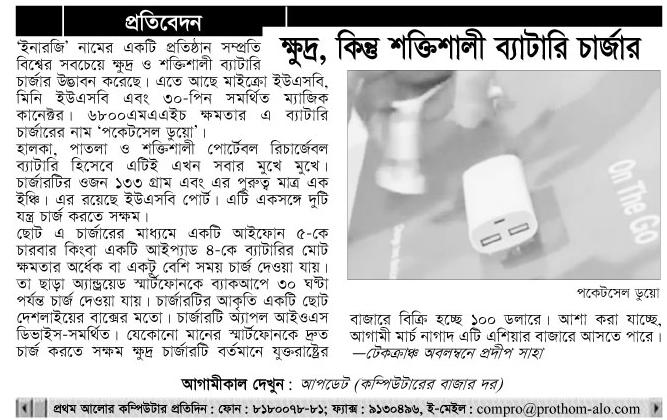 প্রতিবেদন
ক্ষুদ্র, কিন্তু শক্তিশালী ব্যাটারি চার্জার
‘ইনারজি’ নামের একটি প্রতিষ্ঠান সম্প্রতি
বিশ্বের সবচেয়ে ক্ষুদ্র ও শক্তিশালী ব্যাটারি
চার্জার উদ্ভাবন করেছে। এতে আছে মাইক্রো ইউএসবি,
মিনি ইউএসবি এবং ৩০-পিন সমর্থিত ম্যাজিক
কানেক্টর। ৬৮০০এমএএইচ ক্ষমতার এ ব্যাটারি
চার্জারের নাম ‘পকেটসেল ডুয়ো’।
হালকা, পাতলা ও শক্তিশালী পোর্টেবল রিচার্জেবল
ব্যাটারি হিসেবে এটিই এখন সবার মুখে মুখে।
চার্জারটির ওজন ১৩৩ গ্রাম এবং এর পুরুত্ব মাত্র এক
ইঞ্চি। এর রয়েছে ইউএসবি পোর্ট। এটি একসঙ্গে দুটি
যন্ত্র চার্জ করতে সক্ষম।
ছোট এ চার্জারের মাধ্যমে একটি আইফোন ৫-কে
চারবার কিংবা একটি আইপ্যাড ৪-কে ব্যাটারির মোট
ক্ষমতার অর্ধেক বা একটু বেশি সময় চার্জ দেওয়া যায়।
তা ছাড়া অ্যান্ড্রয়েড স্মার্টফোনকে ব্যাকআপে ৩০ ঘণ্টা
পর্যন্ত চার্জ দেওয়া যায়। চার্জারটির আকৃতি একটি ছোট
দেশলাইয়ের বাক্সের মতো। চার্জারটি অ্যাপল আইওএস
ডিভাইস-সমর্থিত। যেকোনো মানের স্মার্টফোনকে দ্রুত
চার্জ করতে সক্ষম ক্ষুদ্র চার্জারটি বর্তমানে যুক্তরাষ্ট্রের
On The Go
পকেটসেল ডুয়ো
বাজারে বিক্রি হচ্ছে ১০০ ডলারে। আশা করা যাচ্ছে,
আগামী মার্চ নাগাদ এটি এশিয়ার বাজারে আসতে পারে।
—টেকক্রাঞ্চ অবলম্বনে প্রদীপ সাহা
আগামীকাল দেখুন : আপডেট (কম্পিউটারের বাজার দর)
প্রথম আলোর কম্পিউটার প্রতিদিন : ফোন : ৮১৮০০৭৮-৮১; ফ্যাক্স : ৯১৩০৪৯৬, ই-মেইল : compro@prothom-alo.com